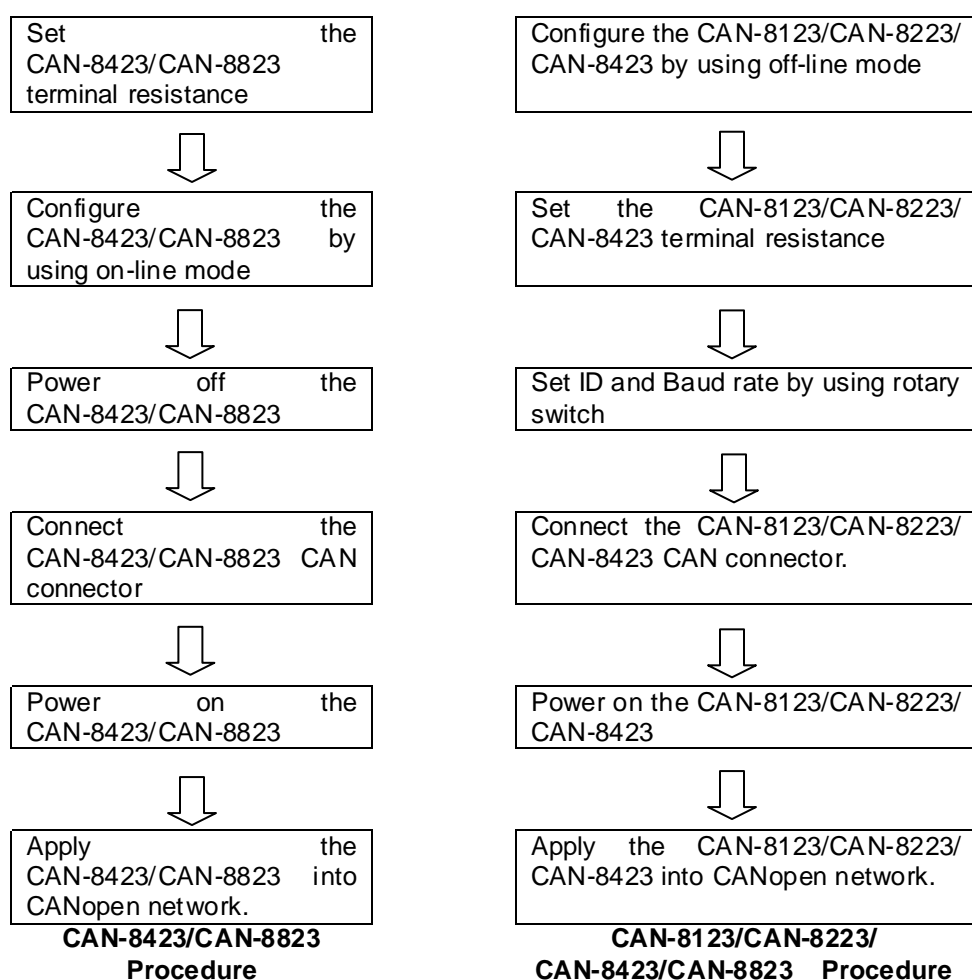 Set the
CAN-8423/CAN-8823
terminal resistance
Configure the
CAN-8423/CAN-8823 by
using on-line mode
Power off the
CAN-8423/CAN-8823
Connect the
CAN-8423/CAN-8823 CAN
connector
Power on the
CAN-8423/CAN-8823
Apply the
CAN-8423/CAN-8823 into
CANopen network.
CAN-8423/CAN-8823
Procedure
Configure the CAN-8123/CAN-8223/
CAN-8423 by using off-line mode
Set the CAN-8123/CAN-8223/
CAN-8423 terminal resistance
Set ID and Baud rate by using rotary
switch
Connect the CAN-8123/CAN-8223/
CAN-8423 CAN connector.
Power on the CAN-8123/CAN-8223/
CAN-8423
Apply the CAN-8123/CAN-8223/
CAN-8423 into CANopen network.
CAN-8123/CAN-8223/
CAN-8423/CAN-8823 Procedure